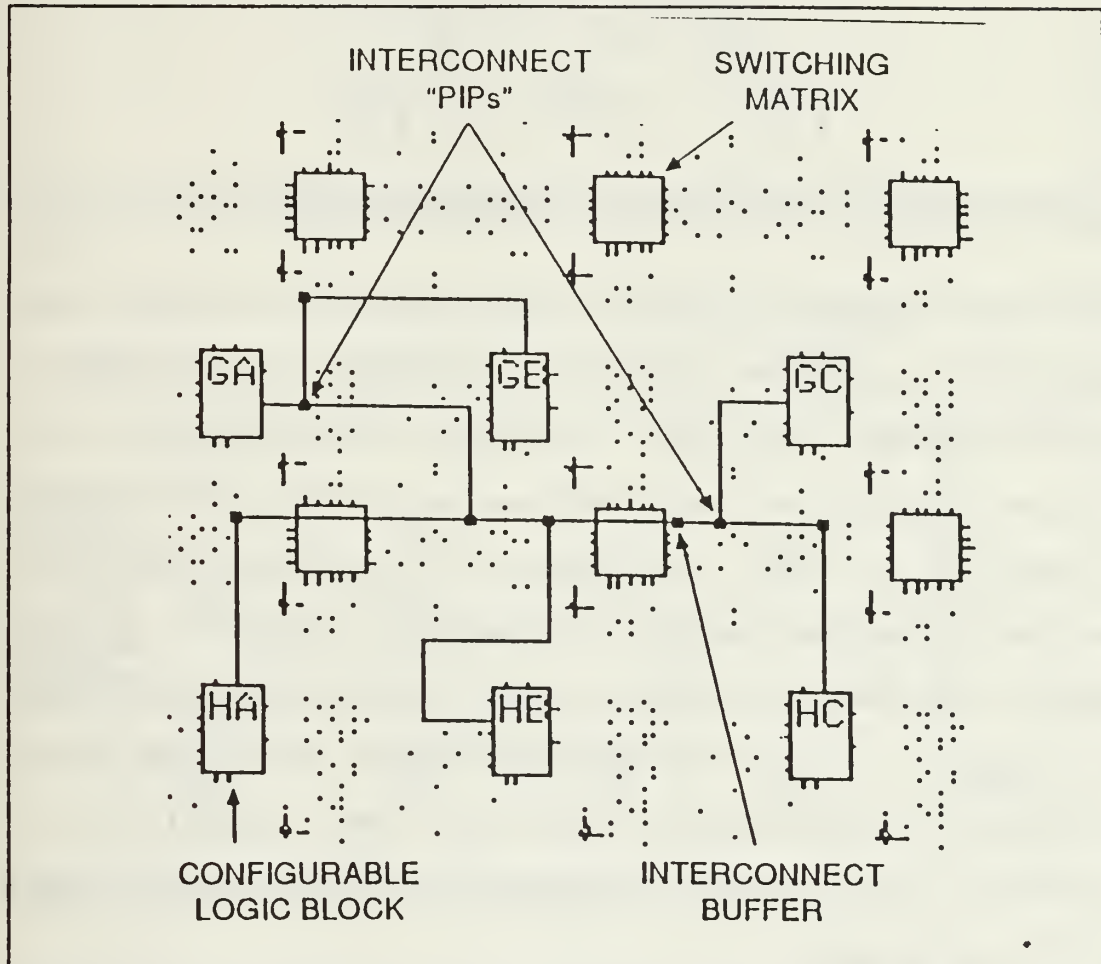 INTERCONNECT
"PIPs"
SWITCHING
MATRIX
GA
GE
GC
HA
HE
HC
CONFIGURABLE
LOGIC BLOCK
INTERCONNECT
BUFFER